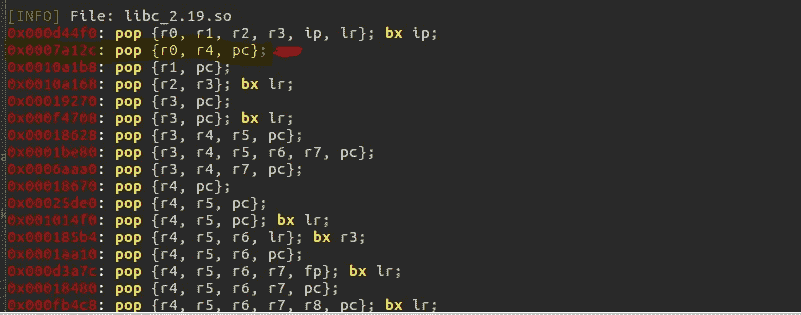 [INFO] File: libc_2.19.so
0x000d44f0: pop {r0, r1, r2, r3, ip, lr}; bx ip;
0x0007a12c: pop {r0, r4, pc};
0x0010a1b8: pop {r1, pc};
0x0010a168: pop {r2, r3}; bx lr;
0x00019270: pop {r3, pc};
0x000f4708: pop {r3, pc}; bx lr;
0x00018628: pop {r3, r4, r5, pc};
0x0001be80: pop {r3, r4, r5, r6, r7, pc};
0x0006aaa0: pop {r3, r4, r7, pc};
0x00018670: pop {r4, pc};
0x00025de0: pop {r4, r5, pc};
0x001014f0: pop {r4, r5, pc}; bx lr;
0x000185b4: pop {r4, r5, r6, lr}; bx r3;
0x0001aa10: pop {r4, r5, r6, pc};
0x000d3a7c: pop {r4, r5, r6, r7, fp}; bx lr;
0x00018480: pop {r4, r5, r6, r7, pc};
0x000fb4c8: pop {r4, r5, r6, r7, r8, pc}; bx lr;